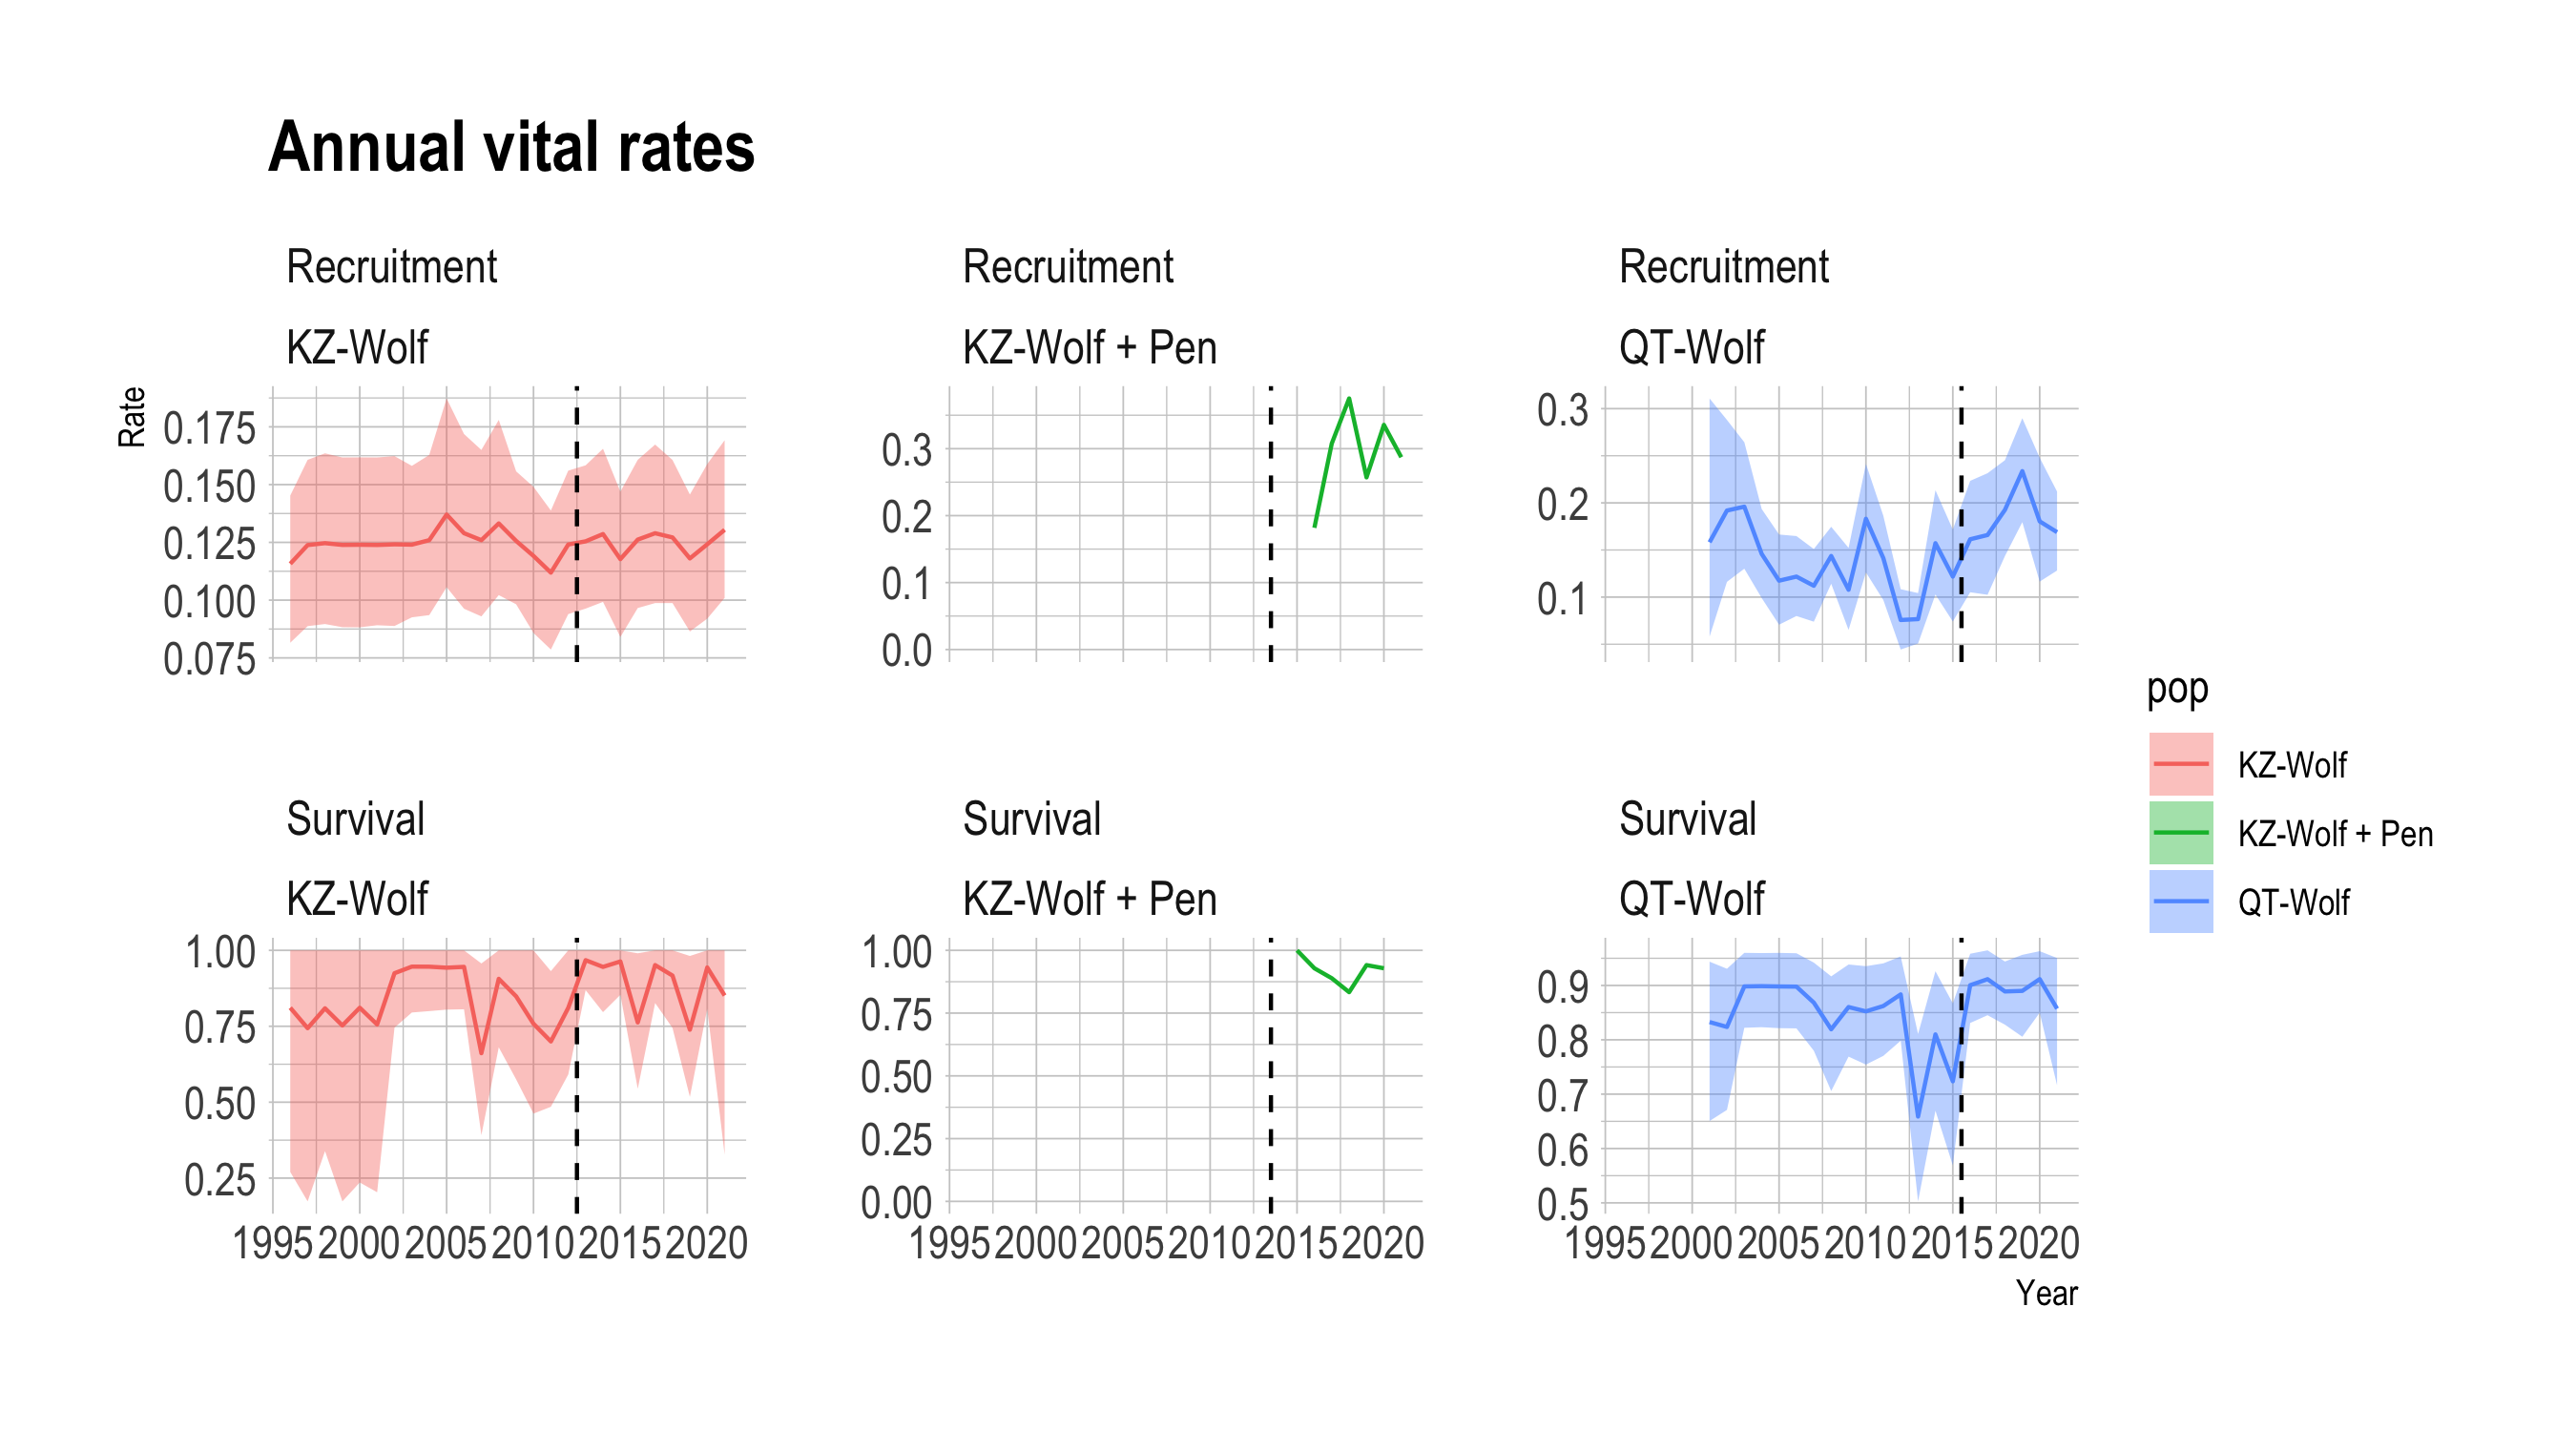 Annual vital rates
Recruitment
KZ-Wolf
Recruitment
KZ-Wolf + Pen
Recruitment
QT-Wolf
Rate
0.175
0.150
0.125
0.100
0.075
0.3
0.2
0.1
0.0
0.3
0.2
0.1
Survival
KZ-Wolf
Survival
KZ-Wolf + Pen
Survival
QT-Wolf
1.00
0.75
0.50
0.25
1.00
0.75
0.50
0.25
0.00
0.9
0.8
0.7
0.6
0.5
1995 2000 2005 2010 2015 2020
1995 2000 2005 2010 2015 2020
1995 2000 2005 2010 2015 2020
Year
pop
KZ-Wolf
KZ-Wolf + Pen
QT-Wolf